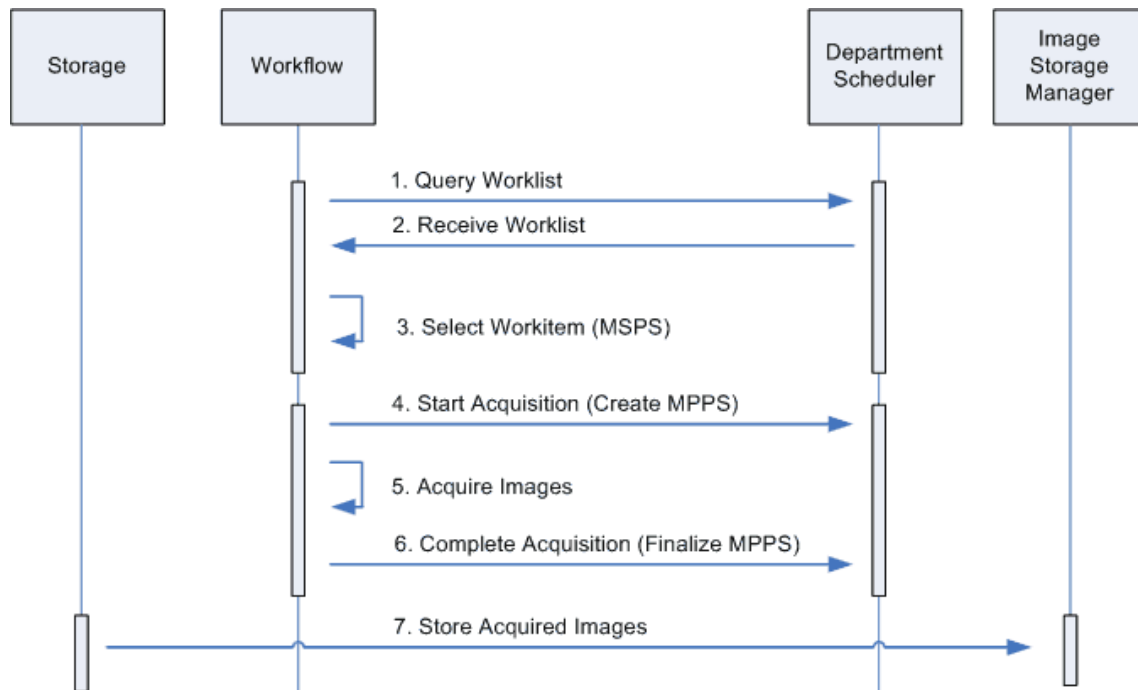 Storage
Workflow
Department
Scheduler
Image
Storage
Manager
1. Query Worklist
2. Receive Worklist
3. Select Workitem (MSPS)
4. Start Acquisition (Create MPPS)
5. Acquire Images
6. Complete Acquisition (Finalize MPPS)
7. Store Acquired Images